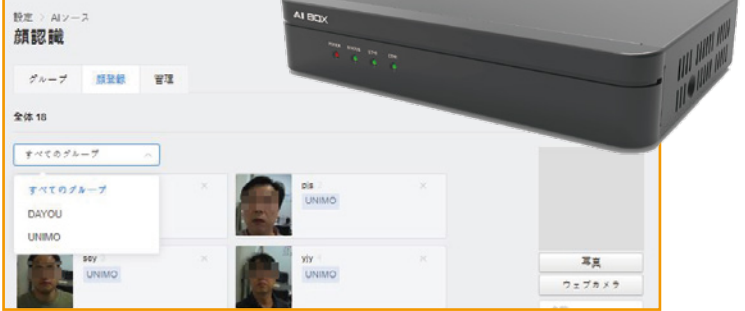 設定 > AIソース
顔認識
AI BOX
グループ 顔登録 管理
全体 18
すべてのグループ
すべてのグループ
DAYOU
UNIMO
pjs
UNIMO
soy
UNIMO
yjy
UNIMO
写真
ウェブカメラ